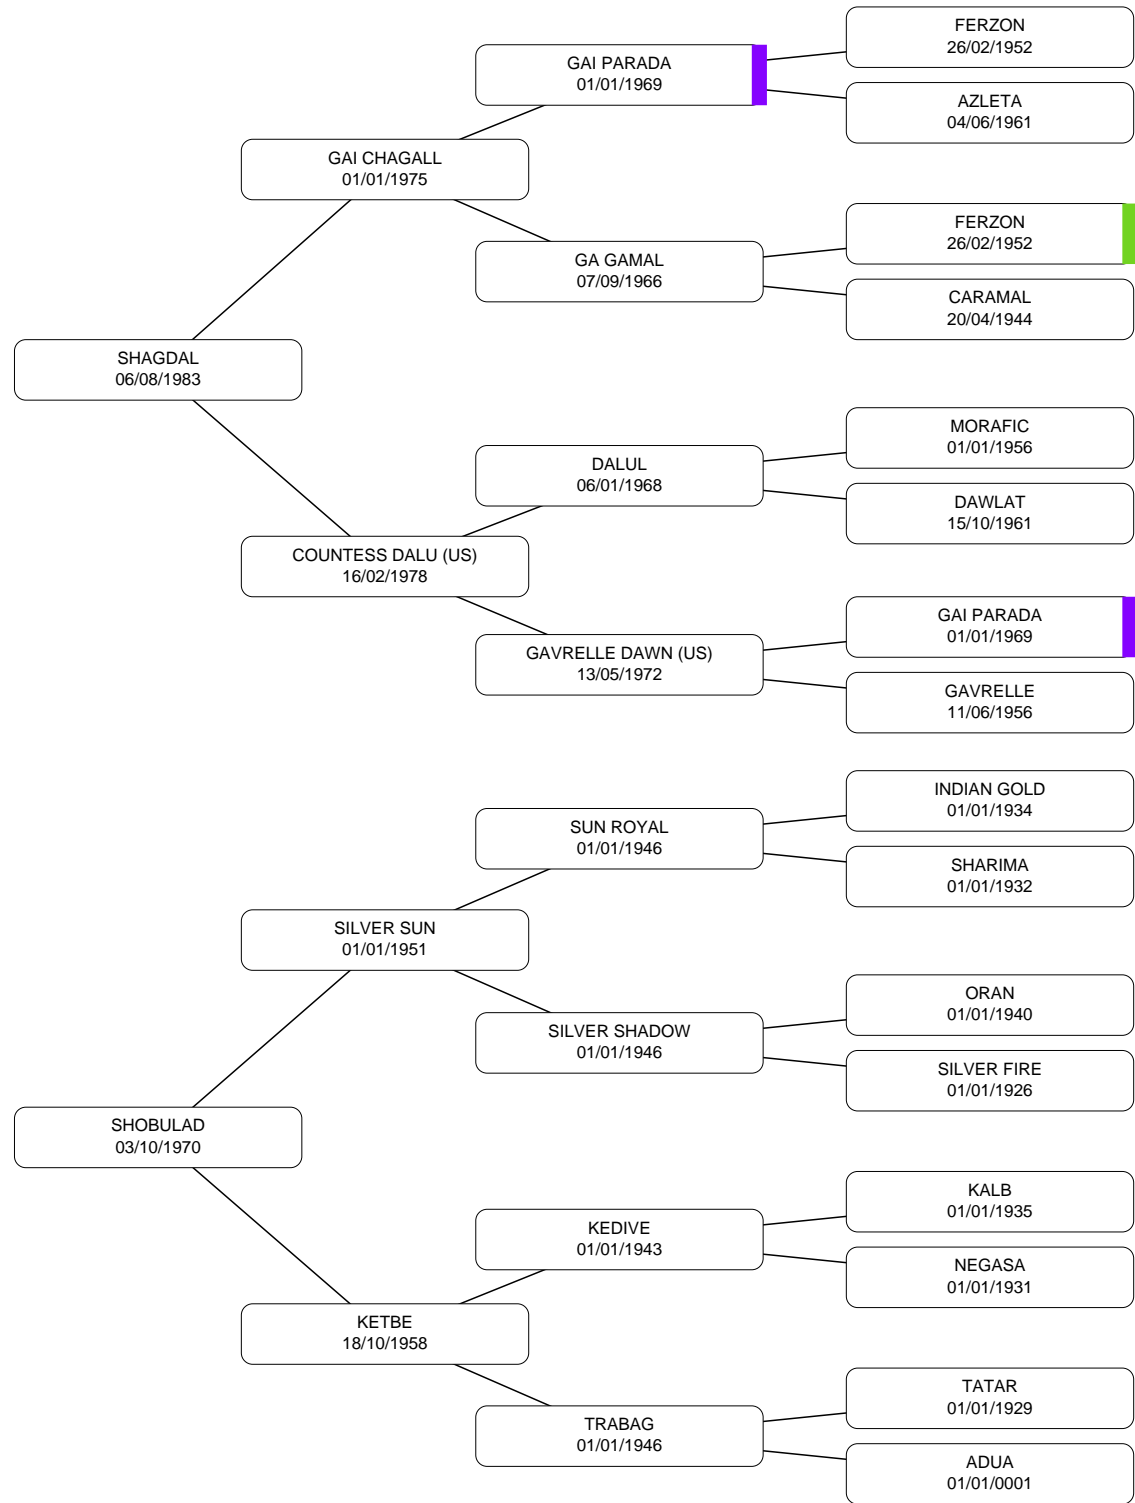 FERZON
26/02/1952
GAI PARADA
01/01/1969
AZLETA
04/06/1961
GAI CHAGALL
01/01/1975
FERZON
26/02/1952
GA GAMAL
07/09/1966
CARAMAL
20/04/1944
SHAGDAL
06/08/1983
MORAFIC
01/01/1956
DALUL
06/01/1968
DAWLAT
15/10/1961
COUNTESS DALU (US)
16/02/1978
GAI PARADA
01/01/1969
GAVRELLE DAWN (US)
13/05/1972
GAVRELLE
11/06/1956
INDIAN GOLD
01/01/1934
SUN ROYAL
01/01/1946
SHARIMA
01/01/1932
SILVER SUN
01/01/1951
ORAN
01/01/1940
SILVER SHADOW
01/01/1946
SILVER FIRE
01/01/1926
SHOBULAD
03/10/1970
KALB
01/01/1935
KEDIVE
01/01/1943
NEGASA
01/01/1931
KETBE
18/10/1958
TATAR
01/01/1929
TRABAG
01/01/1946
ADUA
01/01/0001